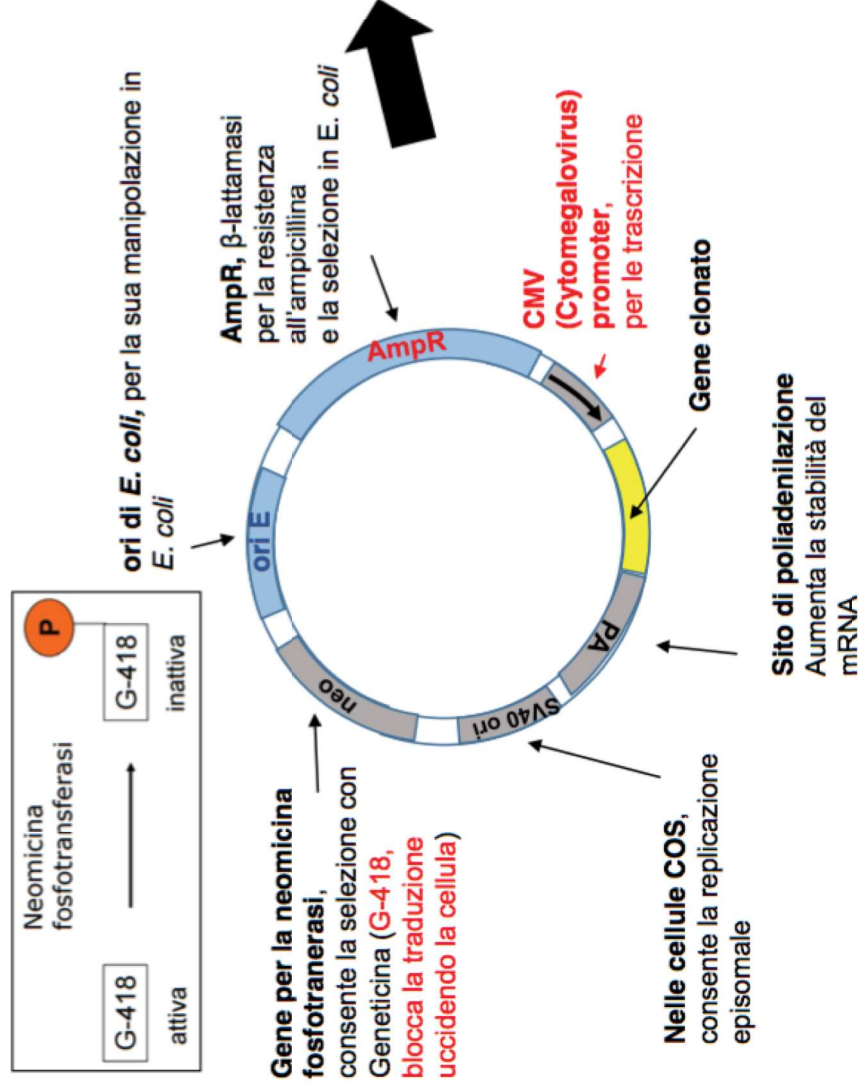 Neomicina
fosfotransferasi
P
G-418
G-418
attiva
inattiva
ori di E. coli, per la sua manipolazione in
E. coli
AmpR, β-lattamasi
per la resistenza
all'ampicillina
e la selezione in E. coli
Gene per la neomicina
fosfotranerasi,
consente la selezione con
Geneticina (G-418,
blocca la traduzione
uccidendo la cellula)
ori E
AmpR
neo
SV40 ori
PA
CMV
(Cytomegalovirus)
promoter,
per le trascrizione
Nelle cellule COS,
consente la replicazione
episomale
Gene clonato
Sito di poliadenilazione
Aumenta la stabilità del
mRNA